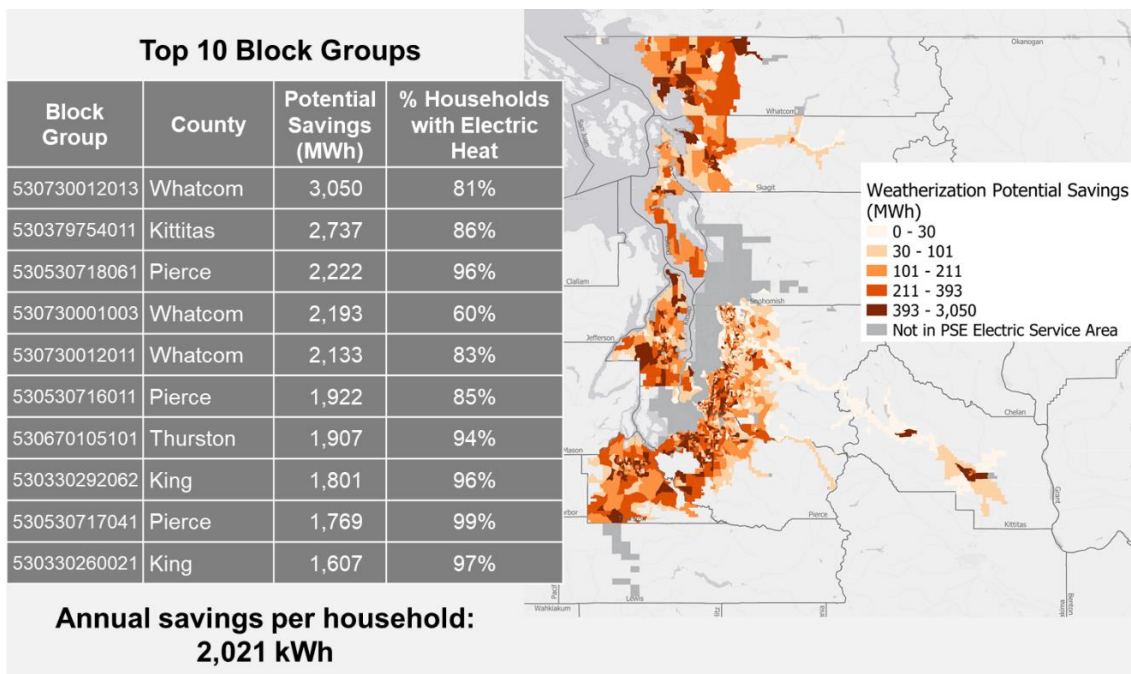 Top 10 Block Groups
Block Group County Potential Savings (MWh) % Households with Electric Heat
530730012013 Whatcom 3,050 81%
530379754011 Kittitas 2,737 86%
530530718061 Pierce 2,222 96%
530730001003 Whatcom 2,193 60%
530730012011 Whatcom 2,133 83%
530530716011 Pierce 1,922 85%
530670105101 Thurston 1,907 94%
530330292062 King 1,801 96%
530530717041 Pierce 1,769 99%
530330260021 King 1,607 97%
Annual savings per household:
2,021 kWh
Okanogan
Whatcom
San Juan
Skagit
Clallam
Snohomish
Jefferson
Chelan
Mason
Grant
Pierce
Kittitas
Lewis
Wahkiakum
Pacif
Benton
Weatherization Potential Savings
(MWh)
0 - 30
30 - 101
101 - 211
211 - 393
393 - 3,050
Not in PSE Electric Service Area